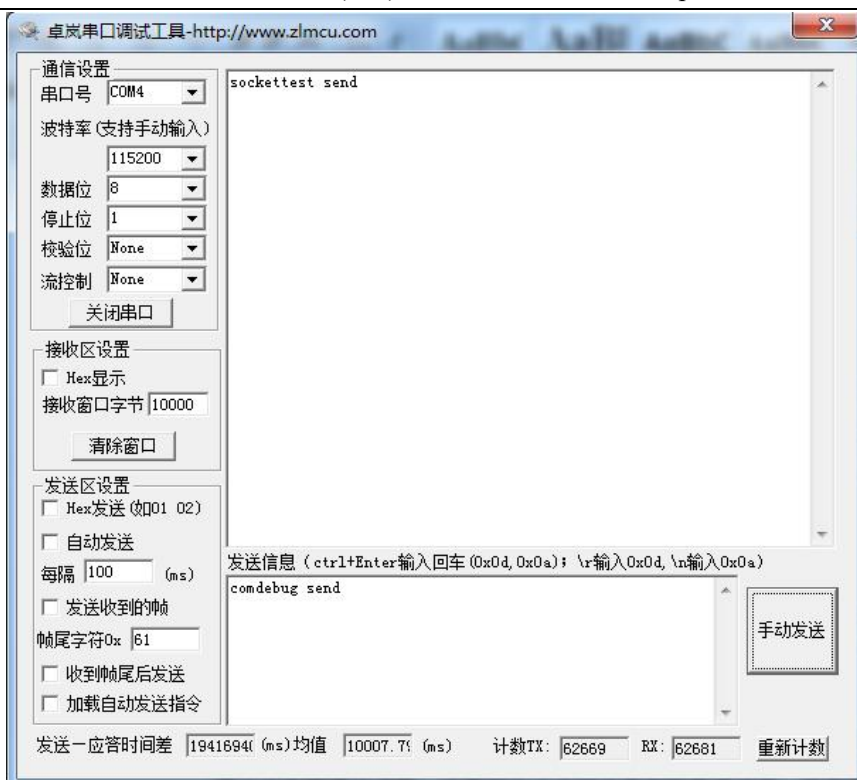 卓岚串口调试工具-http://www.zlmcu.com
通信设置
串口号 COM4
波特率(支持手动输入)
115200
数据位 8
停止位 1
校验位 None
流控制 None
关闭串口
接收区设置
Hex显示
接收窗口字节 10000
清除窗口
发送区设置
Hex发送(如01 02)
自动发送
每隔 100 (ms)
发送收到的帧
帧尾字符0x 61
收到帧尾后发送
加载自动发送指令
sockettest send
发送信息（ctrl+Enter输入回车(0x0d,0x0a)；\r输入0x0d,\n输入0x0a)
comdebug send
手动发送
发送一应答时间差 (ms)均值 (ms) 计数TX: 62669 RX: 62681 重新计数